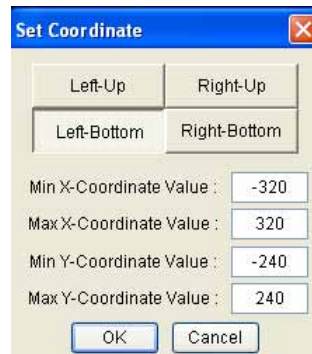 Set Coordinate
Left-Up Right-Up
Left-Bottom Right-Bottom
Min X-Coordinate Value : -320
Max X-Coordinate Value : 320
Min Y-Coordinate Value : -240
Max Y-Coordinate Value : 240
OK Cancel